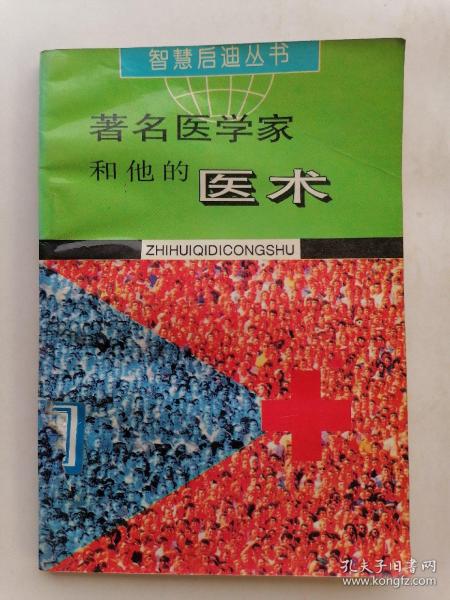 智慧启迪丛书
著名医学家
和他的 医术
ZHIHUIQIDICONGSHU
7
孔夫子旧书网
www.kongfz.com